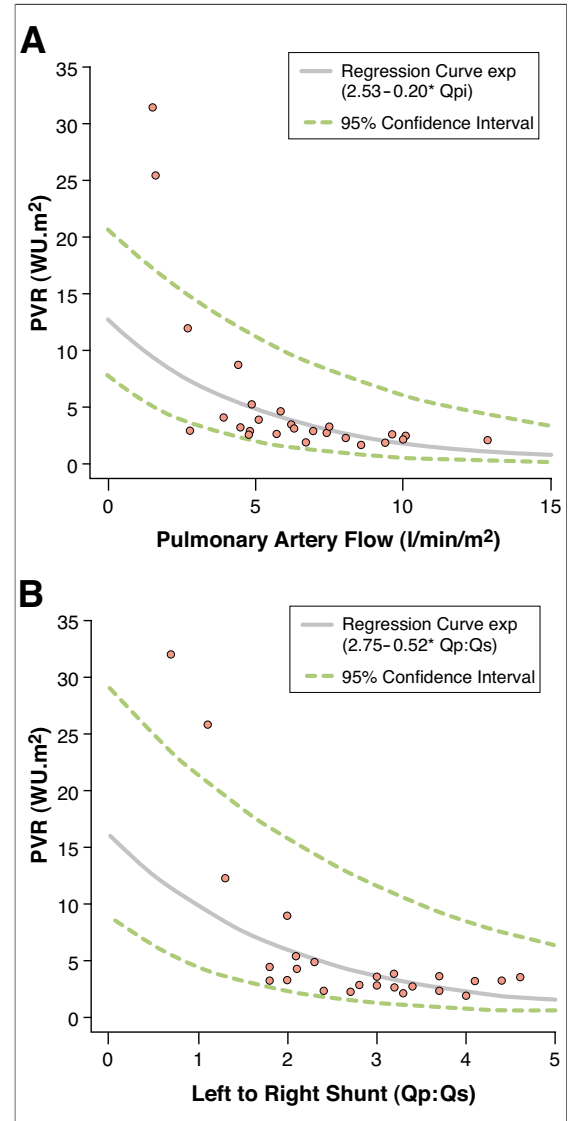 A
35
30
25
20
15
10
5
0
PVR (WU.m²)
Regression Curve exp
(2.53–0.20* Qpi)
95% Confidence Interval
0 5 10 15
Pulmonary Artery Flow (l/min/m²)
B
35
30
25
20
15
10
5
0
PVR (WU.m²)
Regression Curve exp
(2.75–0.52* Qp:Qs)
95% Confidence Interval
0 1 2 3 4 5
Left to Right Shunt (Qp:Qs)